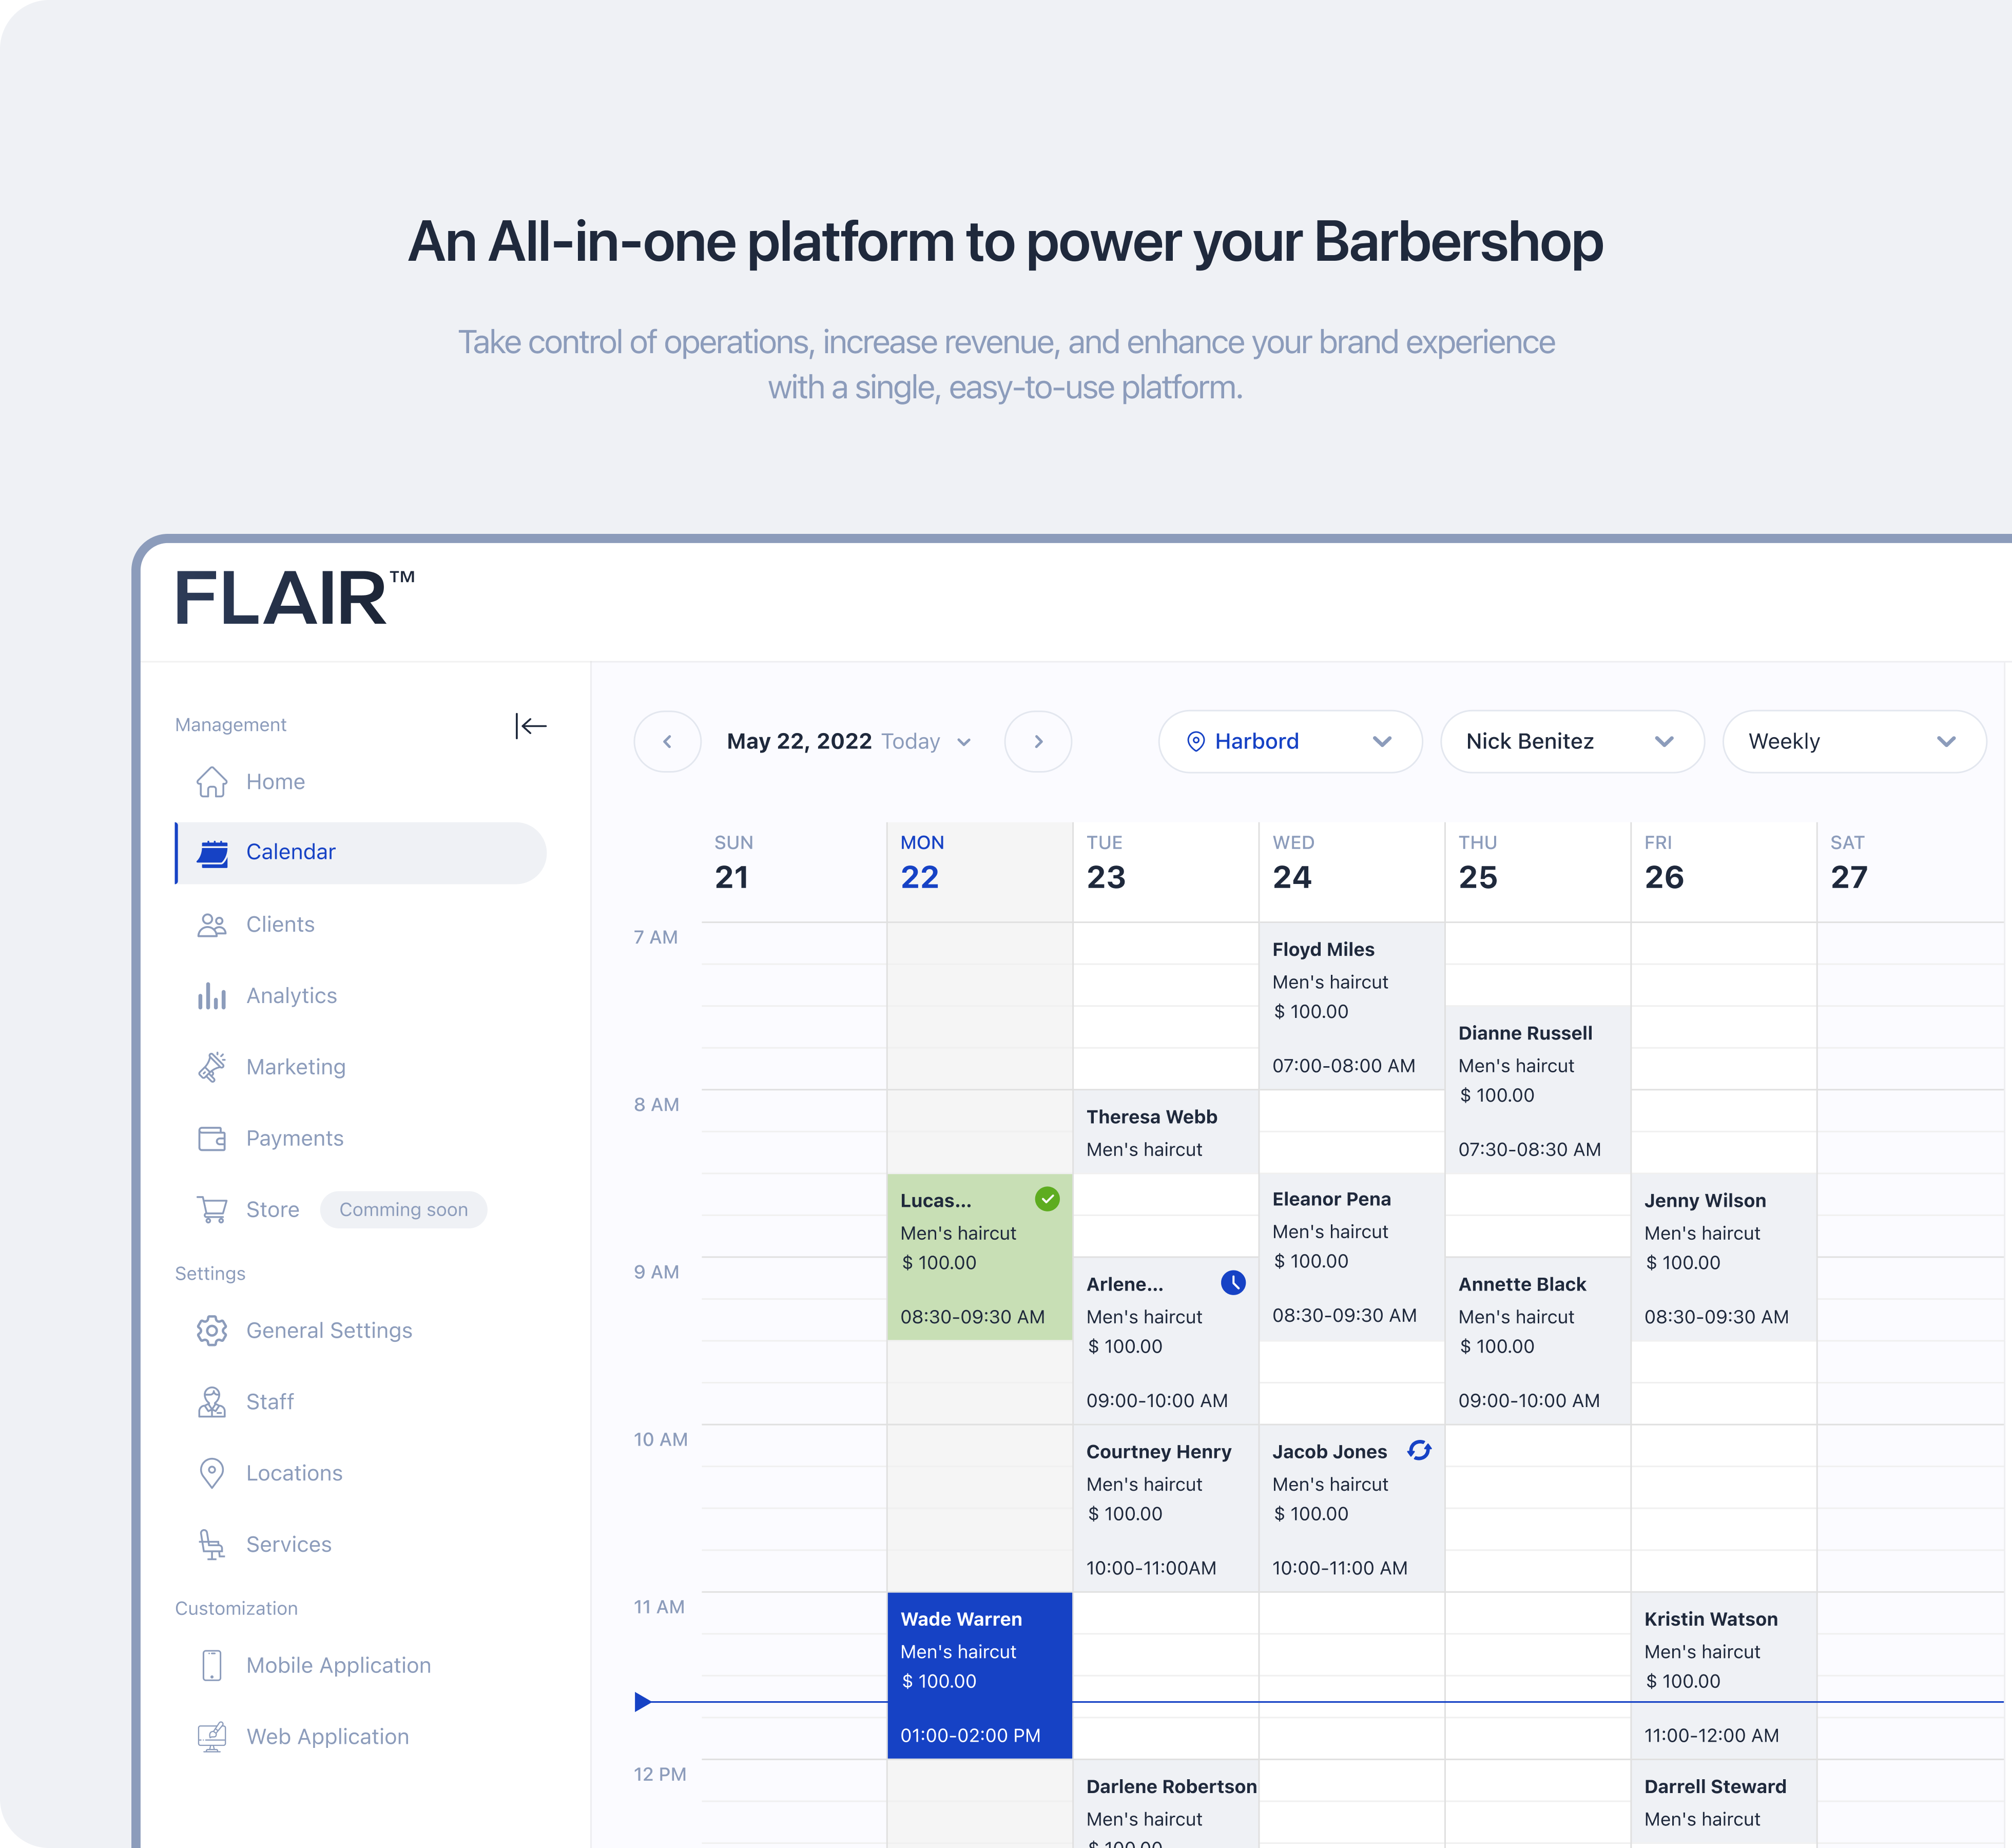 An All-in-one platform to power your Barbershop
Take control of operations, increase revenue, and enhance your brand experience
with a single, easy-to-use platform.
FLAIR™
Management
Home
Calendar
Clients
Analytics
Marketing
Payments
Store Comming soon
Settings
General Settings
Staff
Locations
Services
Customization
Mobile Application
Web Application
May 22, 2022 Today
Harbord
Nick Benitez
Weekly
SUN
21
MON
22
TUE
23
WED
24
THU
25
FRI
26
SAT
27
7 AM
8 AM
9 AM
10 AM
11 AM
12 PM
Lucas...
Men's haircut
$ 100.00
08:30-09:30 AM
Wade Warren
Men's haircut
$ 100.00
01:00-02:00 PM
Theresa Webb
Men's haircut
Arlene...
Men's haircut
$ 100.00
09:00-10:00 AM
Courtney Henry
Men's haircut
$ 100.00
10:00-11:00AM
Darlene Robertson
Men's haircut
$ 100.00
Floyd Miles
Men's haircut
$ 100.00
07:00-08:00 AM
Eleanor Pena
Men's haircut
$ 100.00
08:30-09:30 AM
Jacob Jones
Men's haircut
$ 100.00
10:00-11:00 AM
Dianne Russell
Men's haircut
$ 100.00
07:30-08:30 AM
Annette Black
Men's haircut
$ 100.00
09:00-10:00 AM
Jenny Wilson
Men's haircut
$ 100.00
08:30-09:30 AM
Kristin Watson
Men's haircut
$ 100.00
11:00-12:00 AM
Darrell Steward
Men's haircut